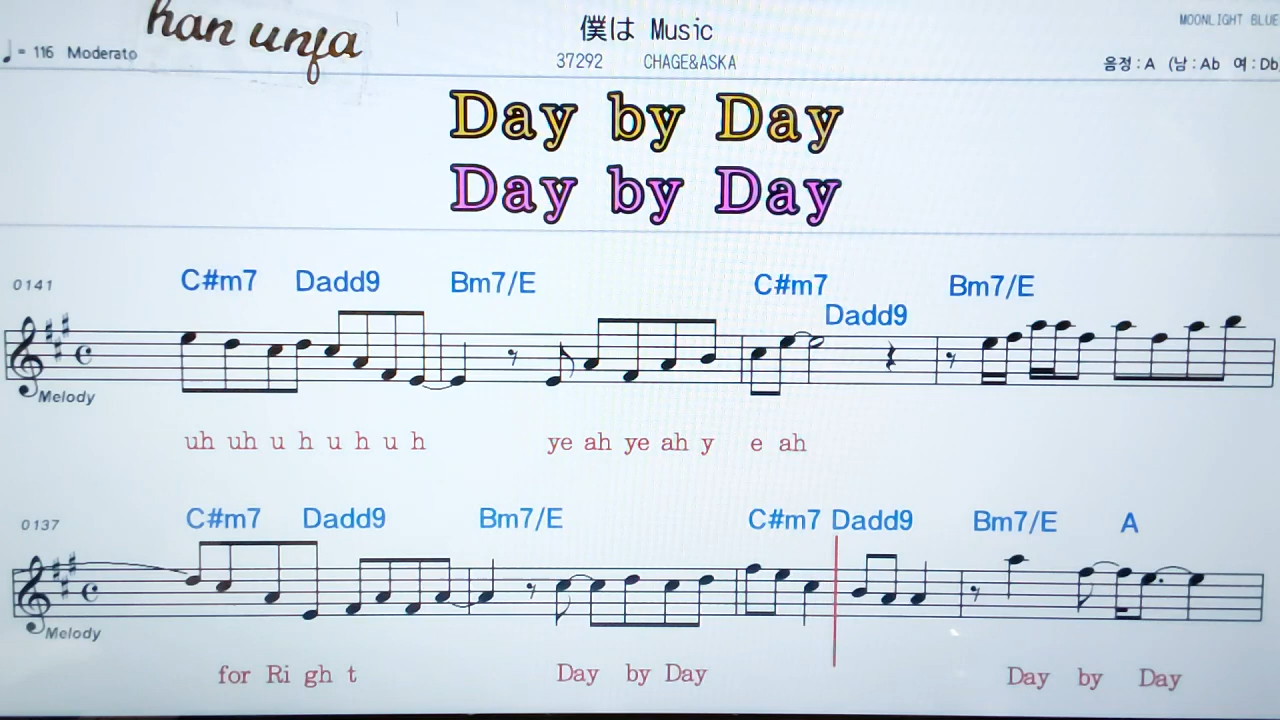 han unja
僕は Music
MOONLIGHT BLUE
♩= 116 Moderato
37292 CHAGE&ASKA
음정 : A (남 : Ab 여 : Db
Day by Day
Day by Day
0141
C#m7 Dadd9 Bm7/E C#m7 Dadd9 Bm7/E
Melody
uh uh u h u h u h ye ah ye ah y e ah
0137
C#m7 Dadd9 Bm7/E C#m7 Dadd9 Bm7/E A
Melody
for Ri gh t Day by Day Day by Day